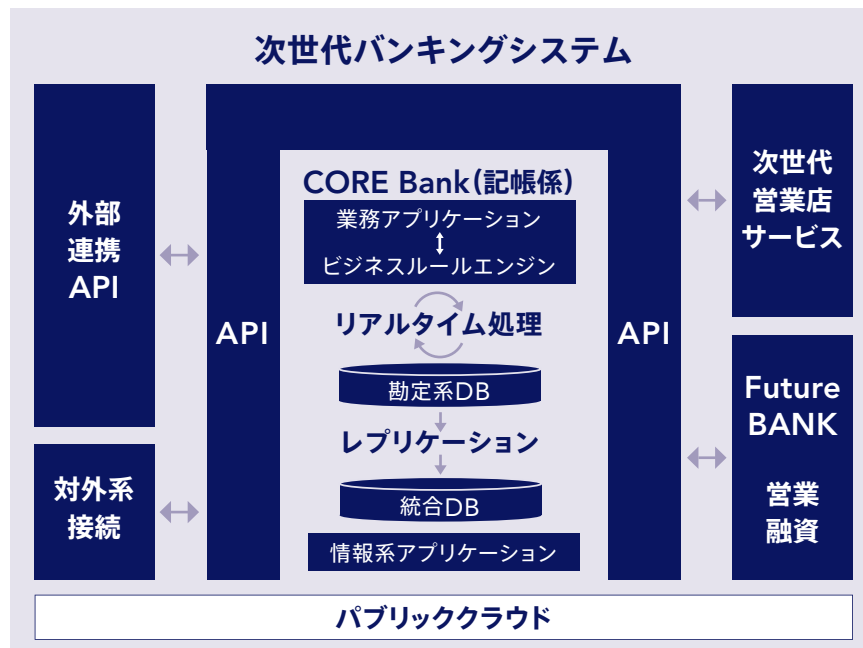 次世代バンキングシステム
外部
連携
API
対外系
接続
API
CORE Bank(記帳係)
業務アプリケーション
ビジネスルールエンジン
リアルタイム処理
勘定系DB
レプリケーション
統合DB
情報系アプリケーション
API
次世代
営業店
サービス
Future
BANK
営業
融資
パブリッククラウド